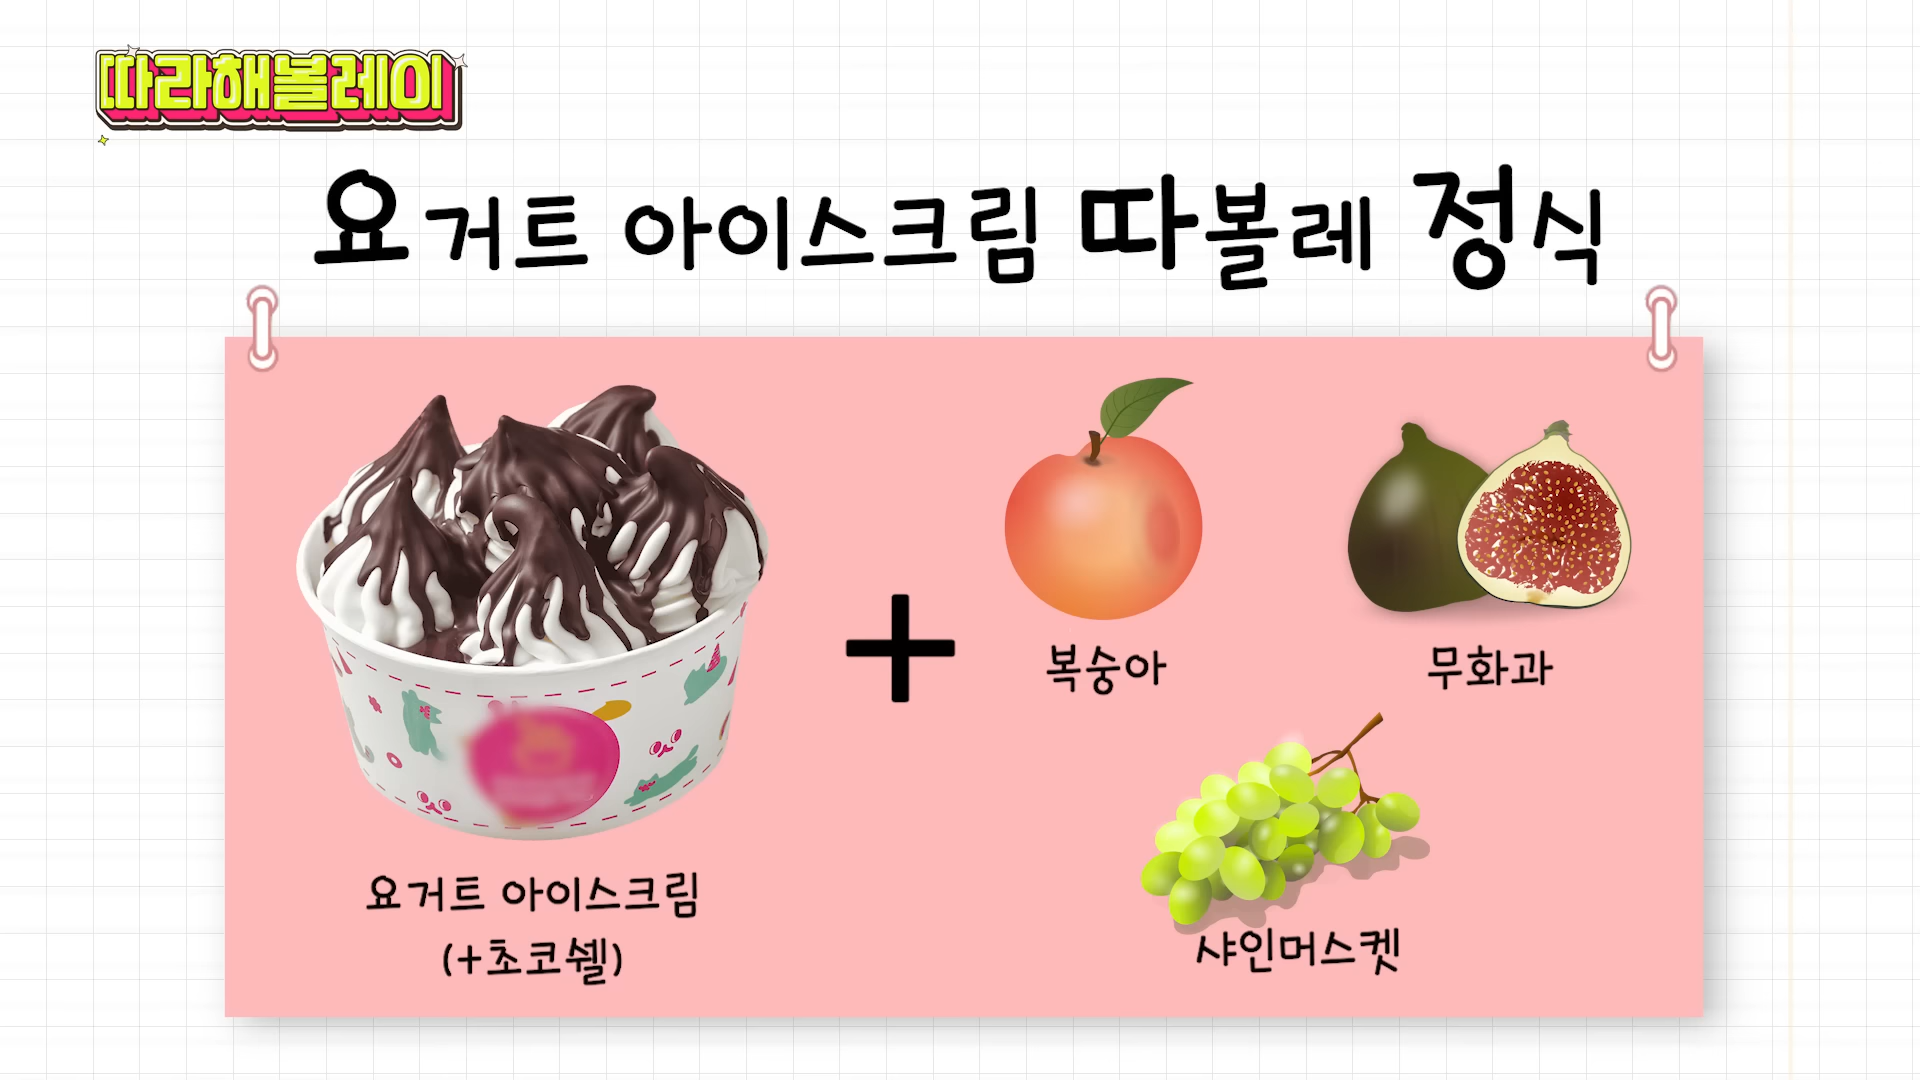 따라해볼레이
요거트 아이스크림 따볼레 정식
복숭아
무화과
요거트 아이스크림
(+초코쉘)
샤인머스켓